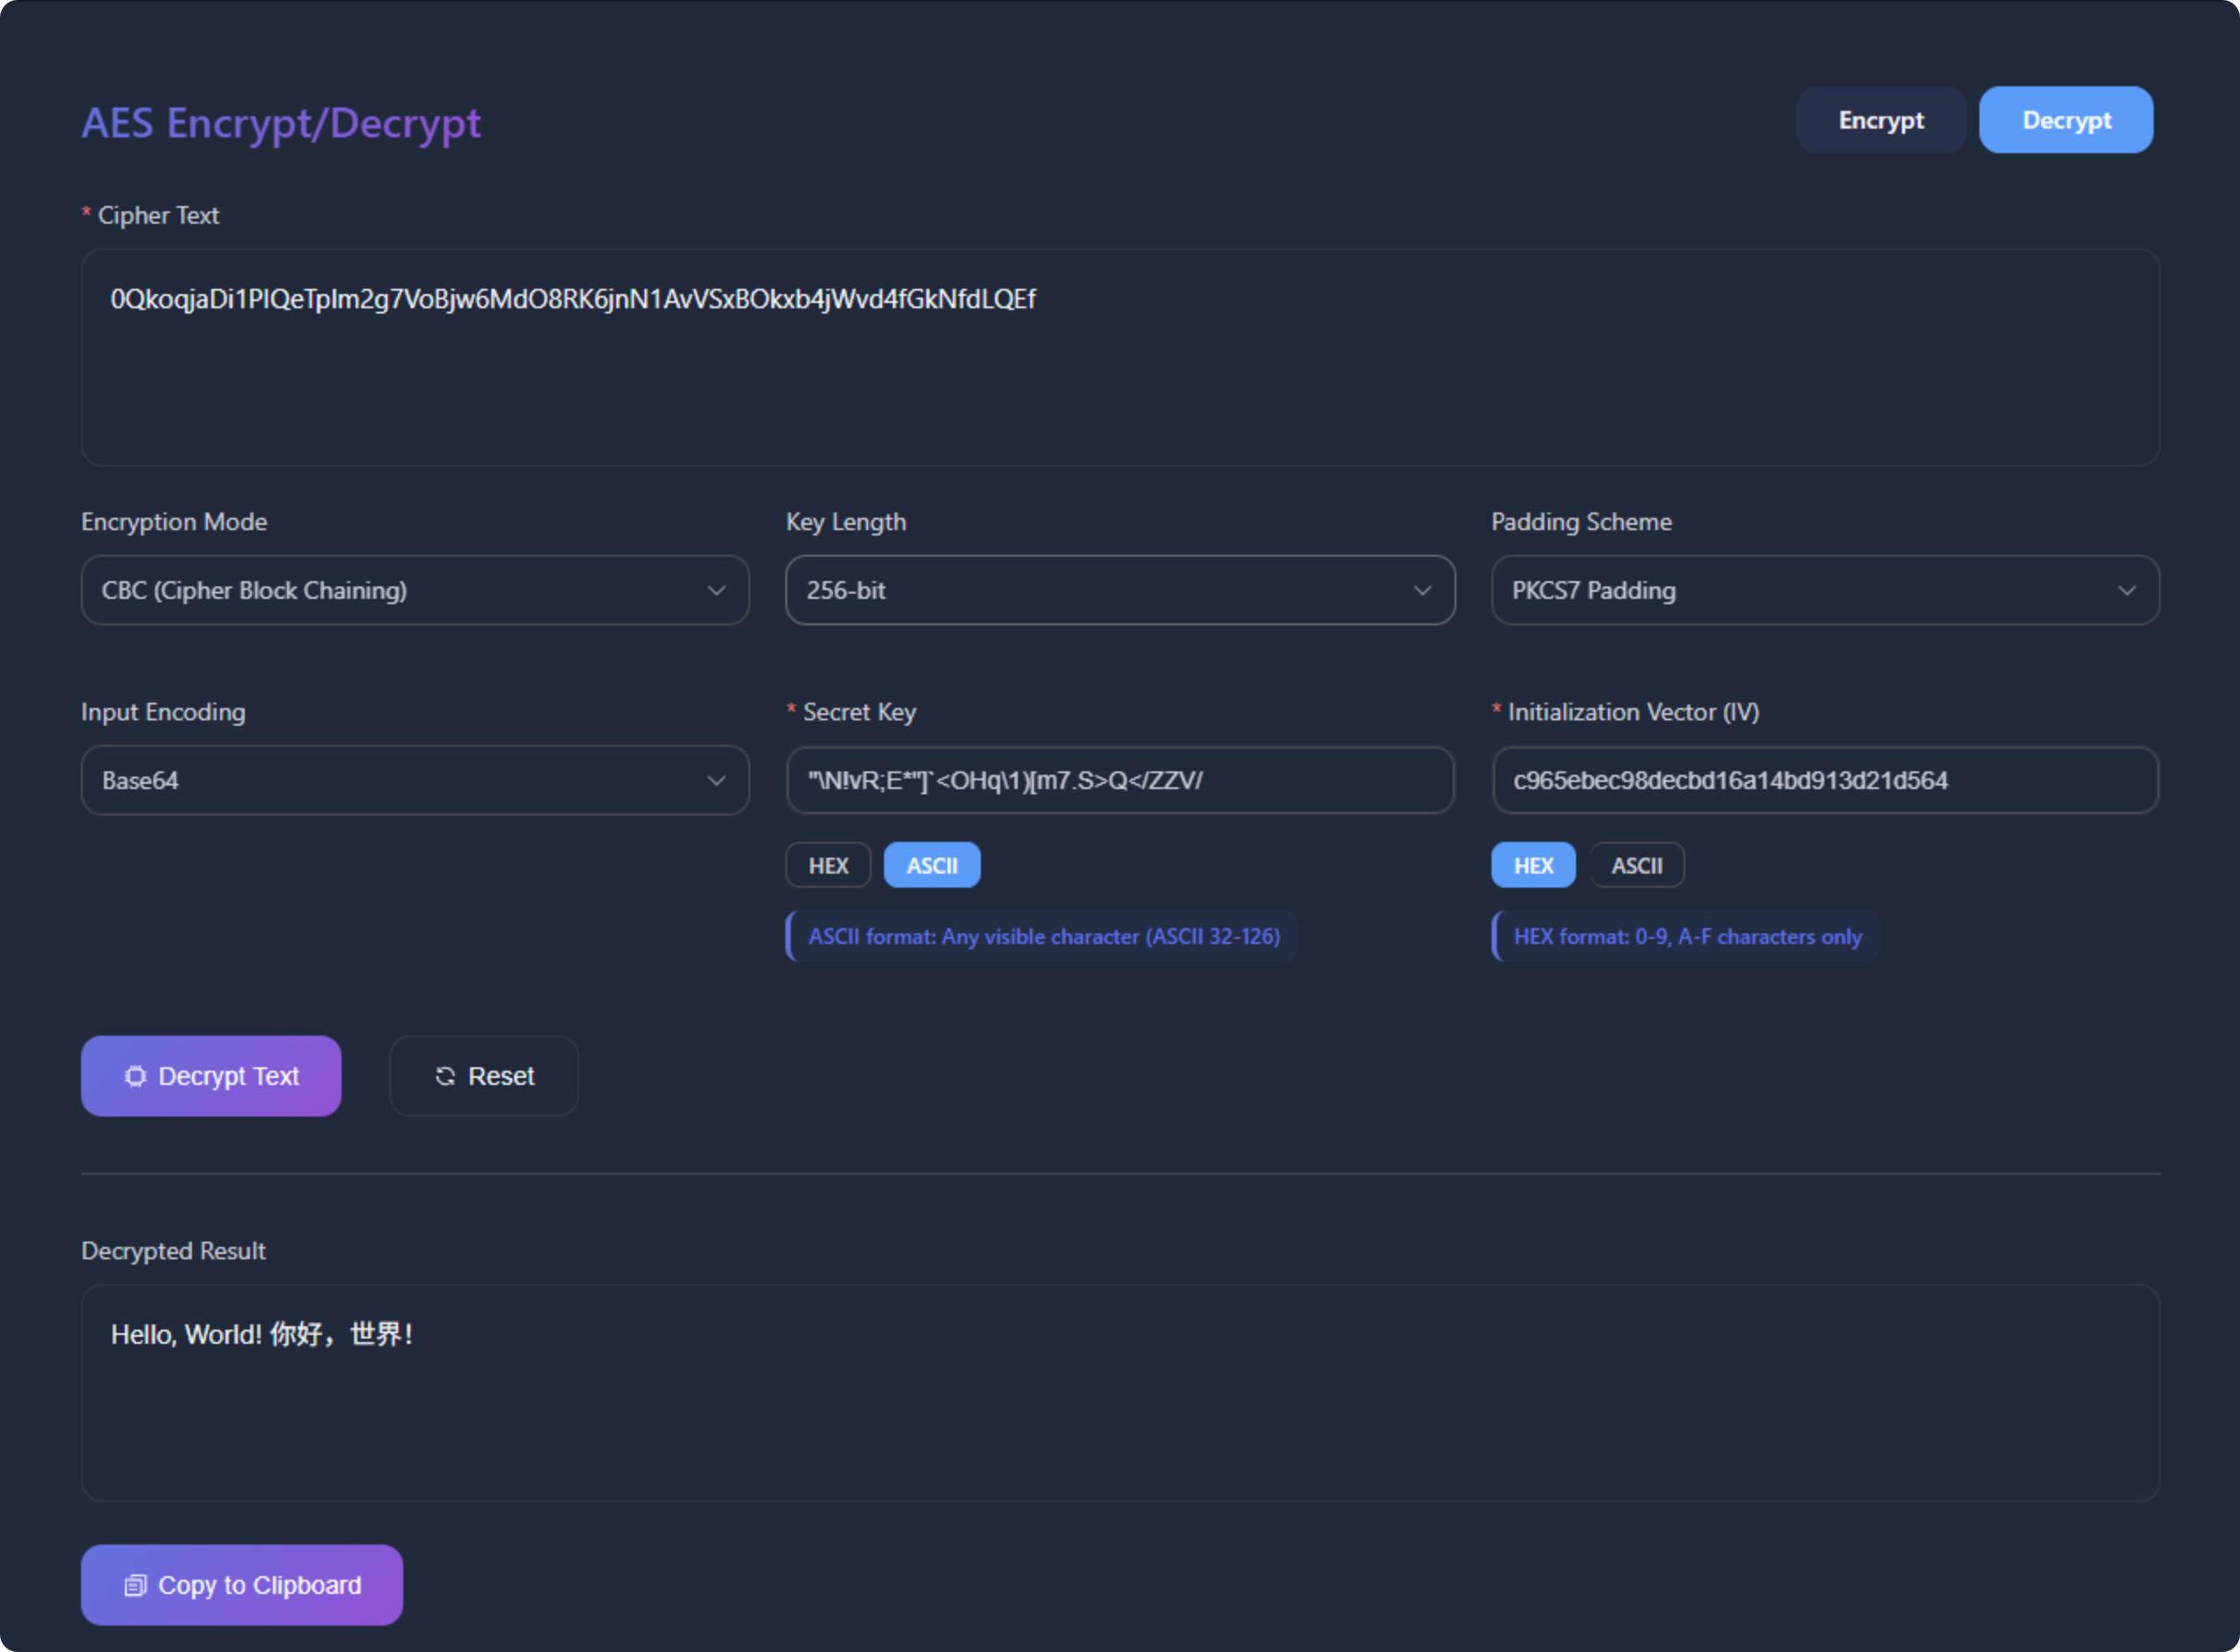 AES Encrypt/Decrypt
Encrypt
Decrypt
* Cipher Text
0QkoqjaDi1PlQeTpIm2g7VoBjw6MdO8RK6jnN1AvVSxBOkxb4jWvd4fGkNfdLQEf
Encryption Mode
Key Length
Padding Scheme
CBC (Cipher Block Chaining)
256-bit
PKCS7 Padding
Input Encoding
* Secret Key
* Initialization Vector (IV)
Base64
"\N!vR;E*"]`<OHq\1)[m7.S>Q</ZZV/
c965ebec98decbd16a14bd913d21d564
HEX
ASCII
HEX
ASCII
ASCII format: Any visible character (ASCII 32-126)
HEX format: 0-9, A-F characters only
Decrypt Text
Reset
Decrypted Result
Hello, World! 你好，世界！
Copy to Clipboard